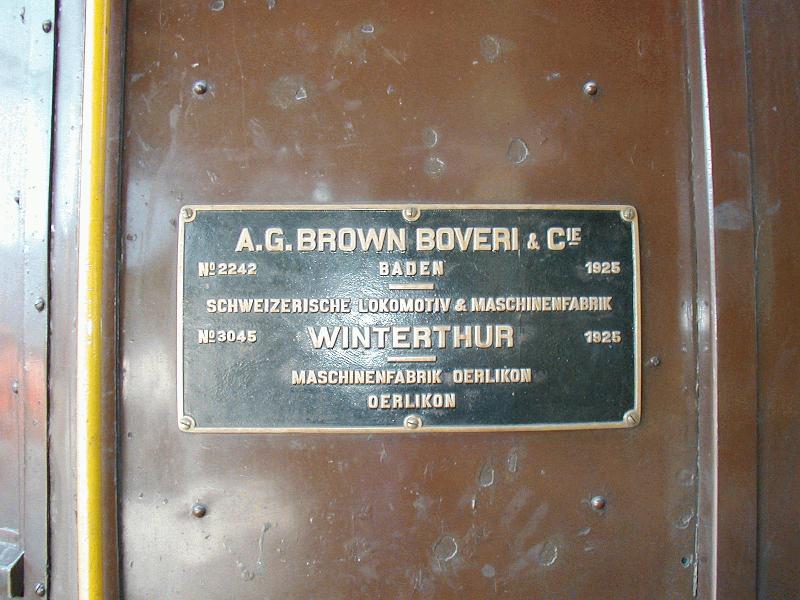 A.G. BROWN BOVERI & CIE
No 2242 BADEN 1925
SCHWEIZERISCHE LOKOMOTIV & MASCHINENFABRIK
No 3045 WINTERTHUR 1925
MASCHINENFABRIK OERLIKON
OERLIKON